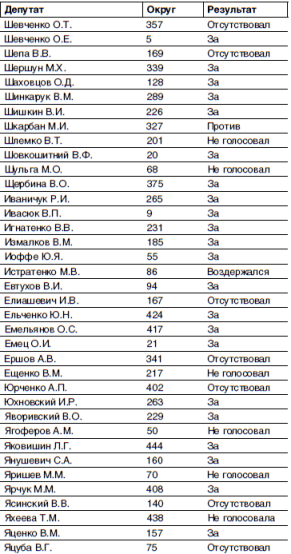 Депутат Округ Результат
Шевченко О.Т. 357 Отсутствовал
Шевченко О.Е. 5 За
Шепа В.В. 169 Отсутствовал
Шершун М.Х. 339 За
Шаховцов О.Д. 128 За
Шинкарук В.М. 289 За
Шишкин В.И. 226 За
Шкарбан М.И. 327 Против
Шлемко В.Т. 201 Не голосовал
Шовкошитний В.Ф. 20 За
Шульга М.О. 68 Не голосовал
Щербина В.О. 375 За
Иваничук Р.И. 265 За
Ивасюк В.П. 9 За
Игнатенко В.В. 231 За
Измалков В.М. 185 За
Иоффе Ю.Я. 55 За
Истратенко М.В. 86 Воздержался
Евтухов В.И. 94 За
Елиашевич И.В. 167 Отсутствовал
Ельченко Ю.Н. 424 За
Емельянов О.С. 417 За
Емец О.И. 21 За
Ершов А.В. 341 Отсутствовал
Ещенко В.М. 217 Не голосовал
Юрченко А.П. 402 Отсутствовал
Юхновский И.Р. 263 За
Яворивский В.О. 229 За
Ягоферов А.М. 50 Не голосовал
Яковишин Л.Г. 444 За
Янушевич С.А. 160 За
Яришев М.М. 70 Не голосовал
Ярчук М.М. 408 За
Ясинский В.В. 140 Отсутствовал
Яхеева Т.М. 438 Не голосовала
Яценко В.М. 157 За
Яцуба В.Г. 75 Отсутствовал